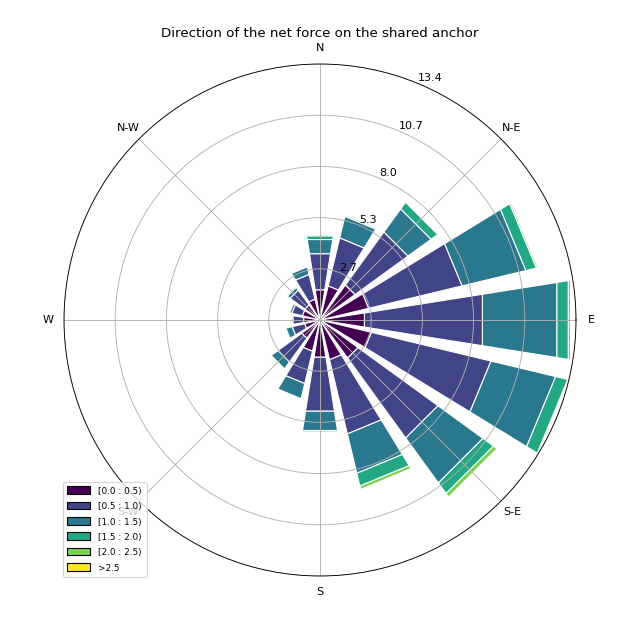 Direction of the net force on the shared anchor
N
13.4
N-W
10.7
N-E
8.0
5.3
2.7
W
E
[0.0 : 0.5)
[0.5 : 1.0)
S-W
S-E
[1.0 : 1.5)
[1.5 : 2.0)
[2.0 : 2.5)
>2.5
S